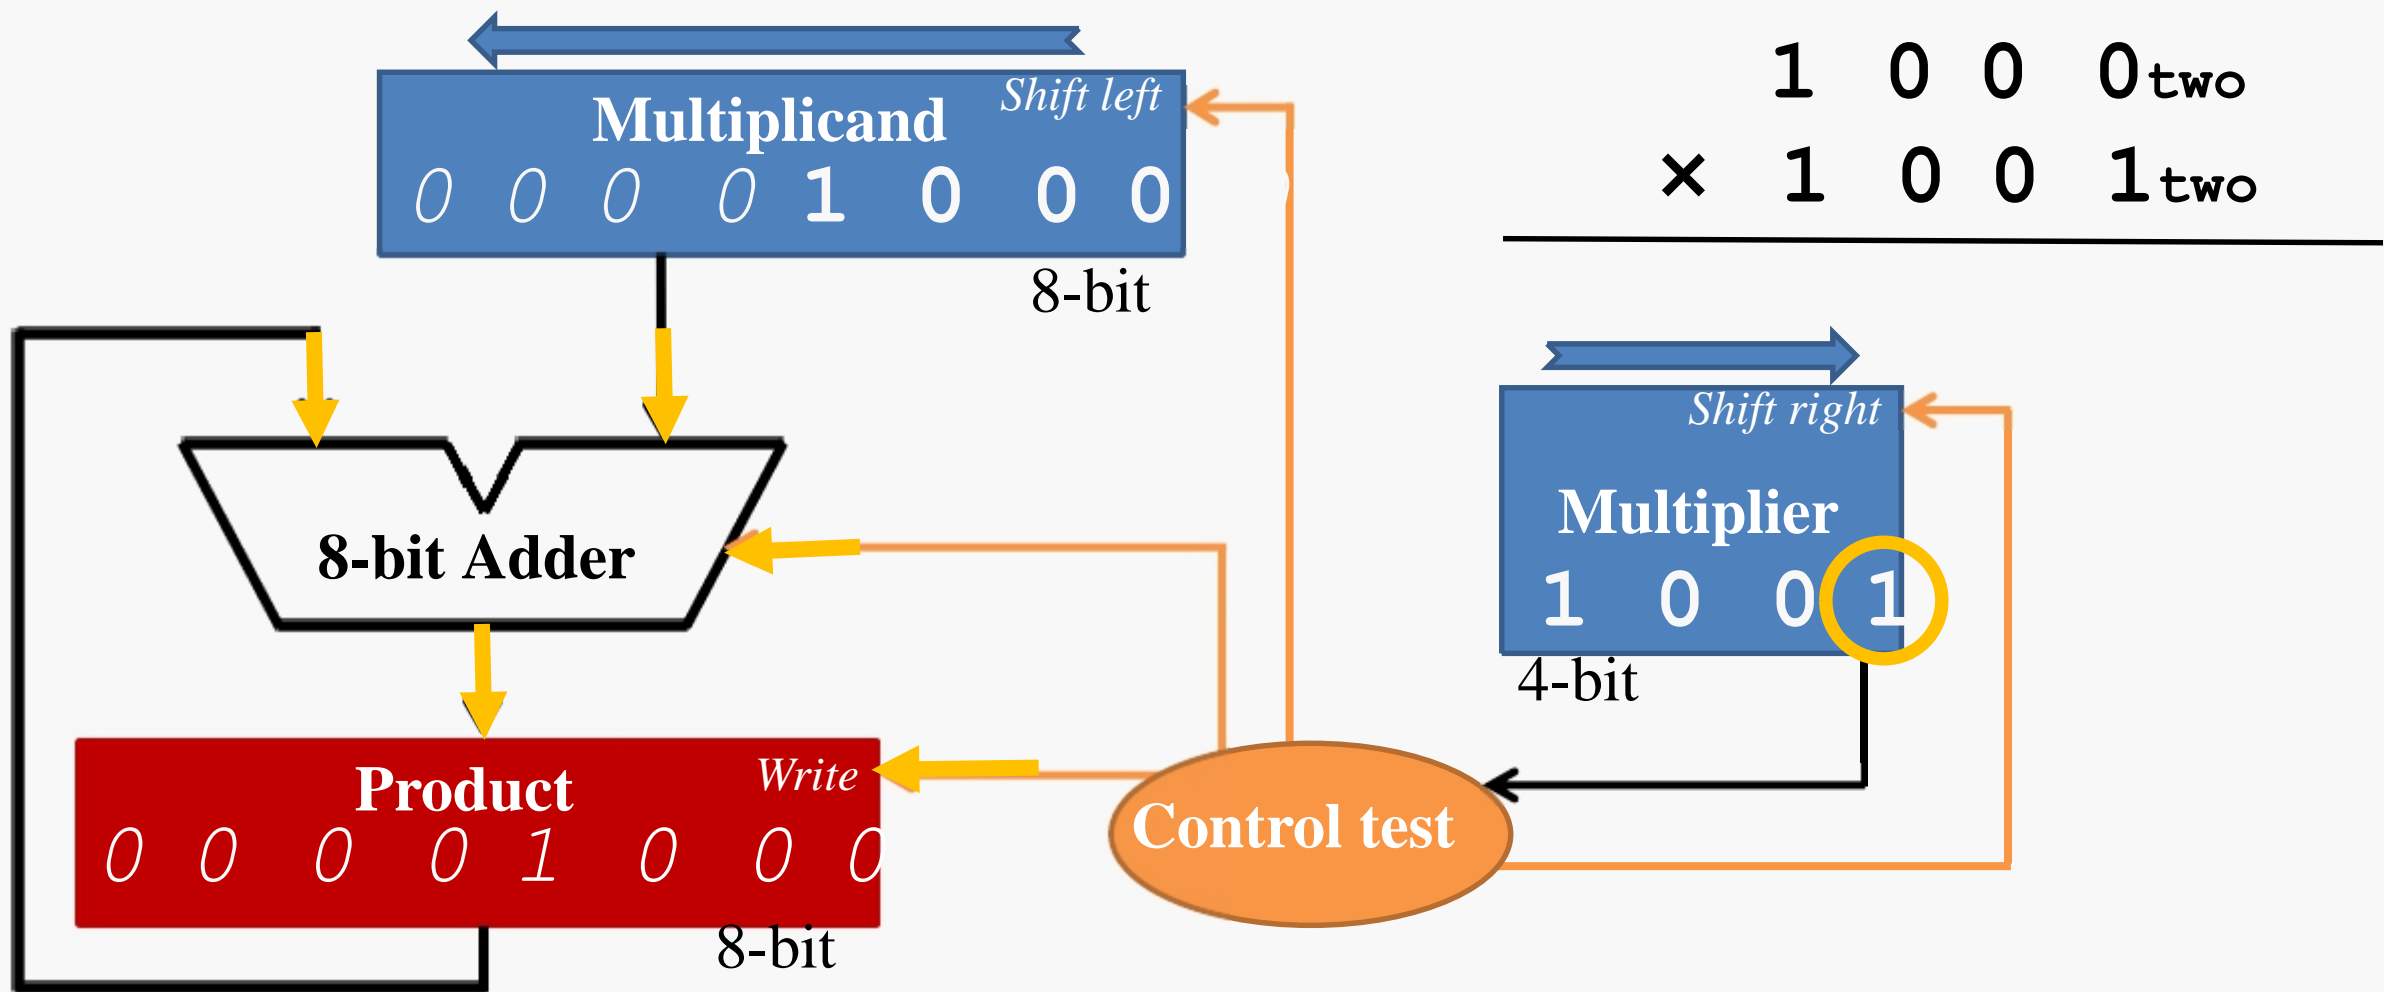 Shift left
Multiplicand
0 0 0 0 1 0 0 0
8-bit
1 0 0 0two
× 1 0 0 1two
Shift right
Multiplier
1 0 0 1
4-bit
8-bit Adder
Write
Product
0 0 0 0 1 0 0 0
8-bit
Control test